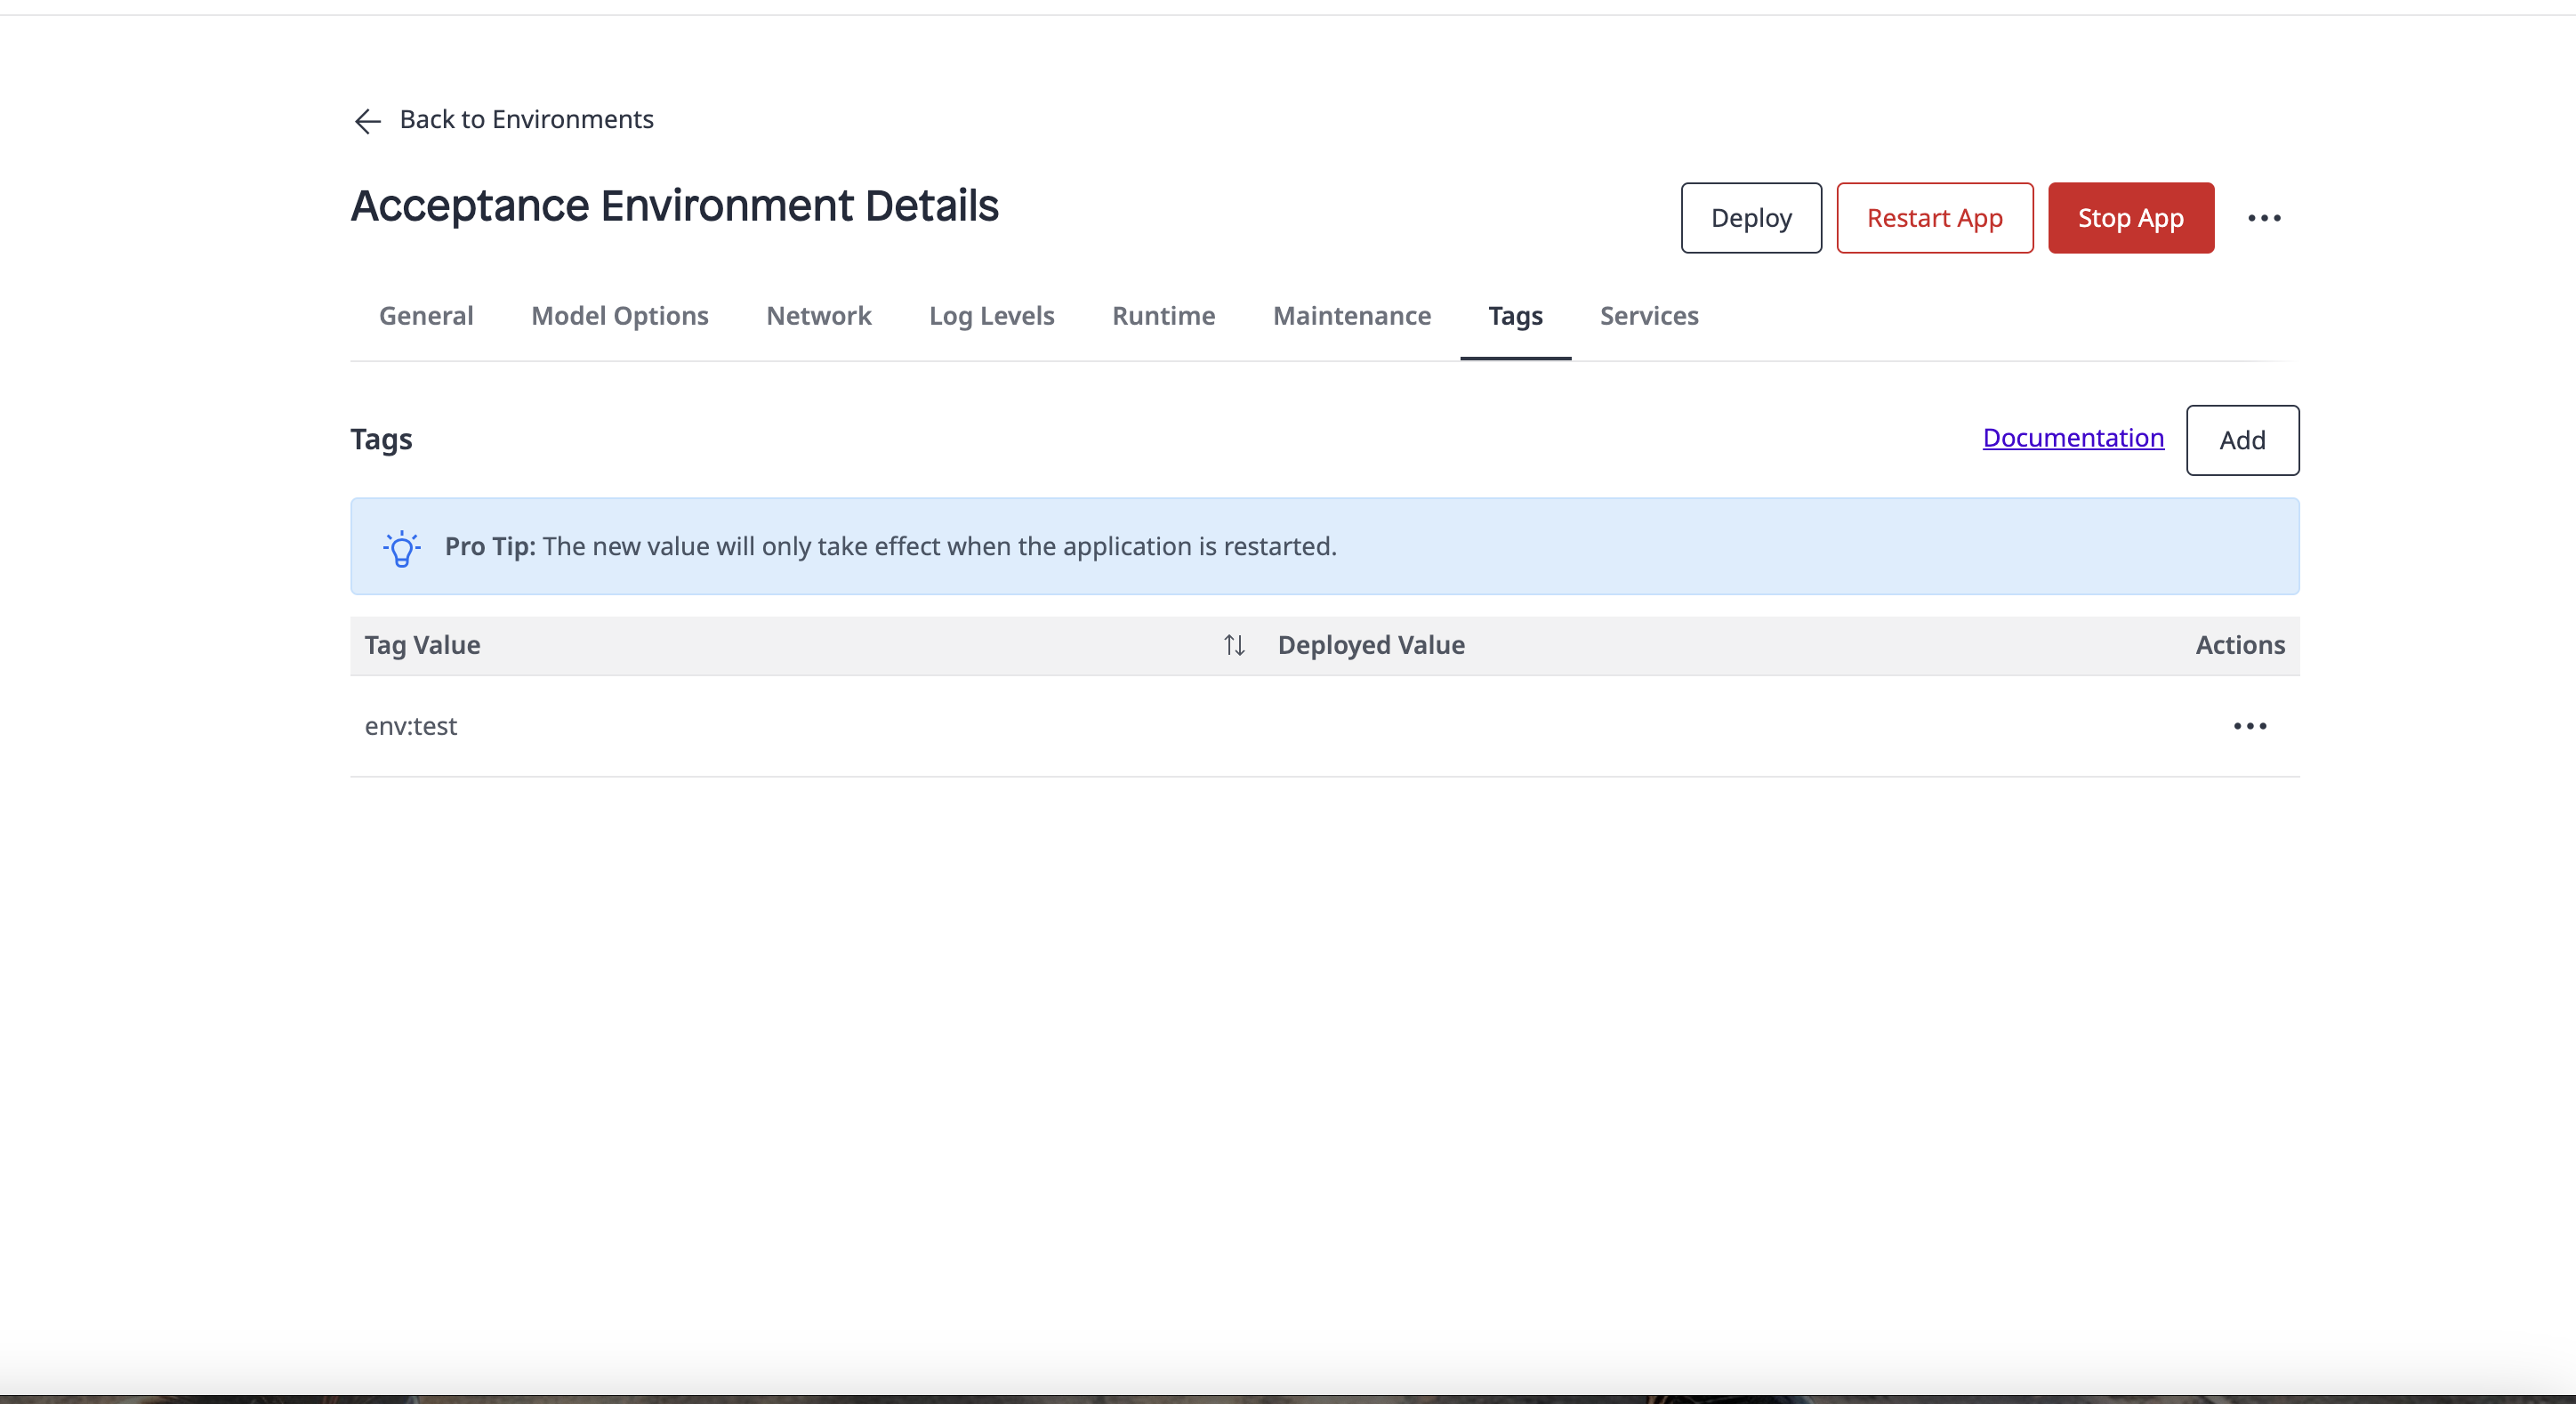 Back to Environments
Acceptance Environment Details
Deploy
Restart App
Stop App
General
Model Options
Network
Log Levels
Runtime
Maintenance
Tags
Services
Tags
Documentation
Add
Pro Tip: The new value will only take effect when the application is restarted.
Tag Value
Deployed Value
Actions
env:test